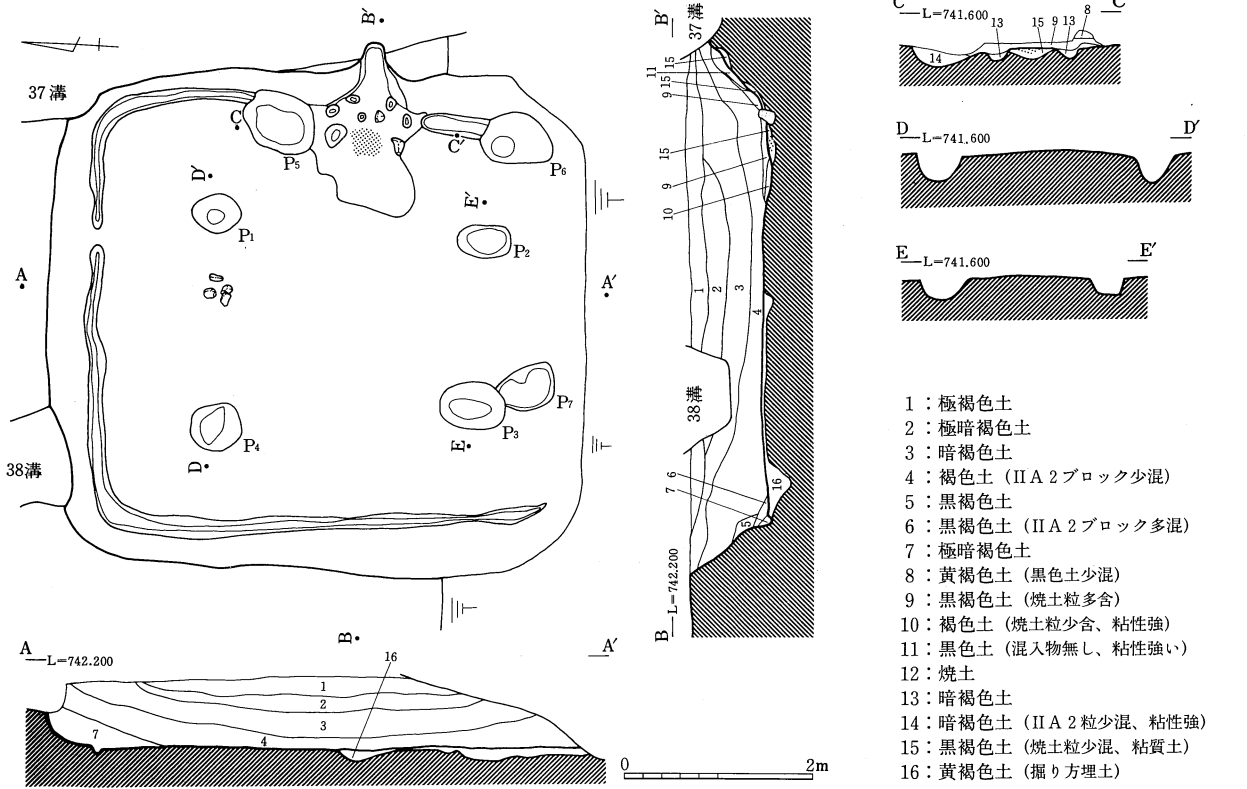 37溝
B′
C
C′
P5
P6
D′
E′
P1
P2
A
A′
P7
P3
P4
E
D
38溝
B
A
L=742.200
A′
16
1
2
3
7
4
B′
37溝
11
15
15
9
15
9
10
1
2
3
4
38溝
6
7
16
5
B
L=742.200
0
2m
C
L=741.600
C′
8
13
15
9
13
14
D
L=741.600
D′
E
L=741.600
E′
1：極褐色土
2：極暗褐色土
3：暗褐色土
4：褐色土（IIA2ブロック少混）
5：黒褐色土
6：黒褐色土（IIA2ブロック多混）
7：極暗褐色土
8：黄褐色土（黒色土少混）
9：黒褐色土（焼土粒多含）
10：褐色土（焼土粒少含、粘性強）
11：黒色土（混入物無し、粘性強い）
12：焼土
13：暗褐色土
14：暗褐色土（IIA2粒少混、粘性強）
15：黒褐色土（焼土粒少混、粘質土）
16：黄褐色土（掘り方埋土）